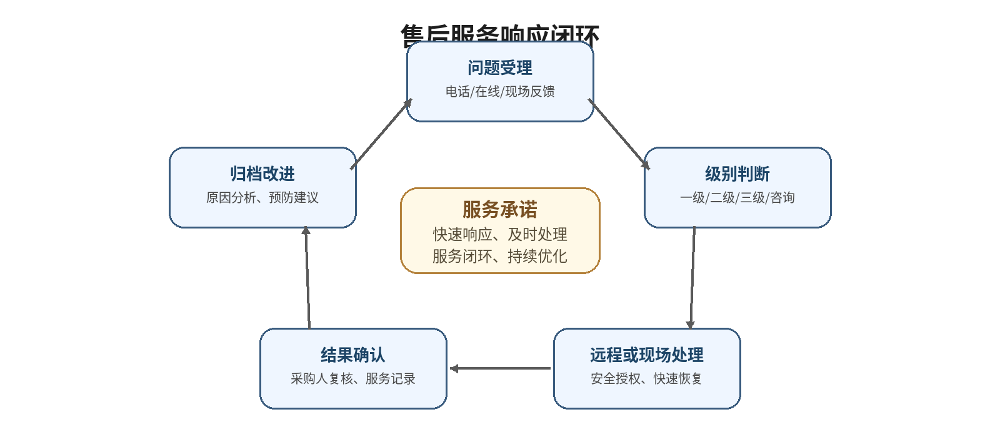 售后服务响应闭环
问题受理
电话/在线/现场反馈
归档改进
原因分析、预防建议
级别判断
一级/二级/三级/咨询
服务承诺
快速响应、及时处理
服务闭环、持续优化
结果确认
采购人复核、服务记录
远程或现场处理
安全授权、快速恢复